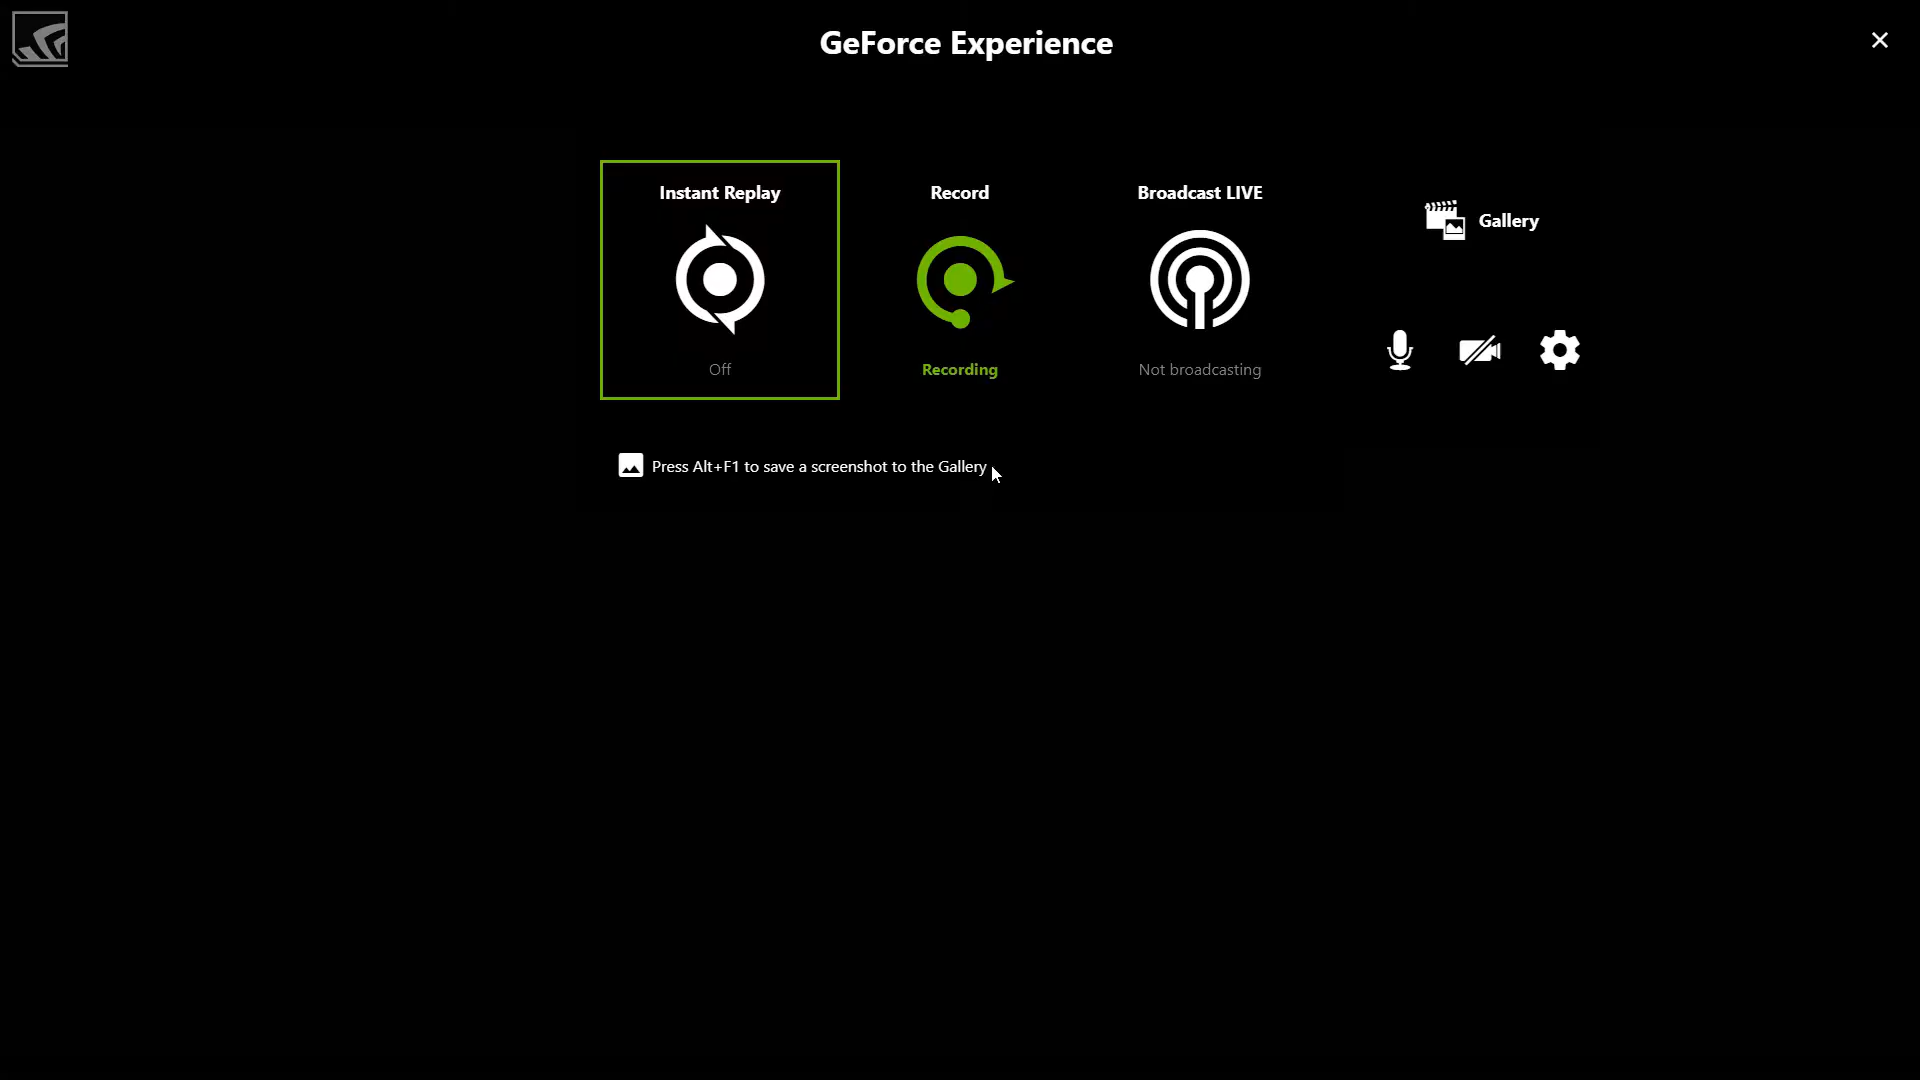 GeForce Experience
Instant Replay
Record
Broadcast LIVE
Gallery
Off
Recording
Not broadcasting
Press Alt+F1 to save a screenshot to the Gallery